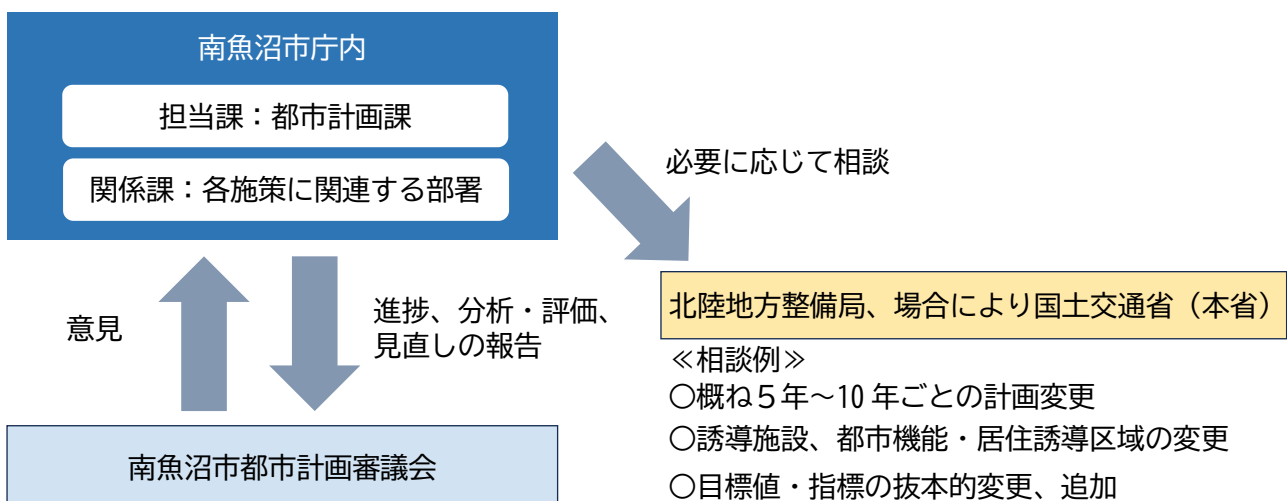 南魚沼市庁内
担当課：都市計画課
関係課：各施策に関連する部署
必要に応じて相談
意見
進捗、分析・評価、
見直しの報告
北陸地方整備局、場合により国土交通省（本省）
≪相談例≫
〇概ね５年～10 年ごとの計画変更
〇誘導施設、都市機能・居住誘導区域の変更
〇目標値・指標の抜本的変更、追加
南魚沼市都市計画審議会